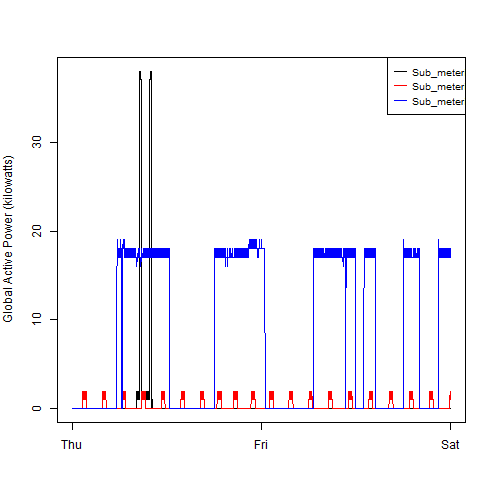 Sub_meter
Sub_meter
Sub_meter
Global Active Power (kilowatts)
30
20
10
0
Thu Fri Sat